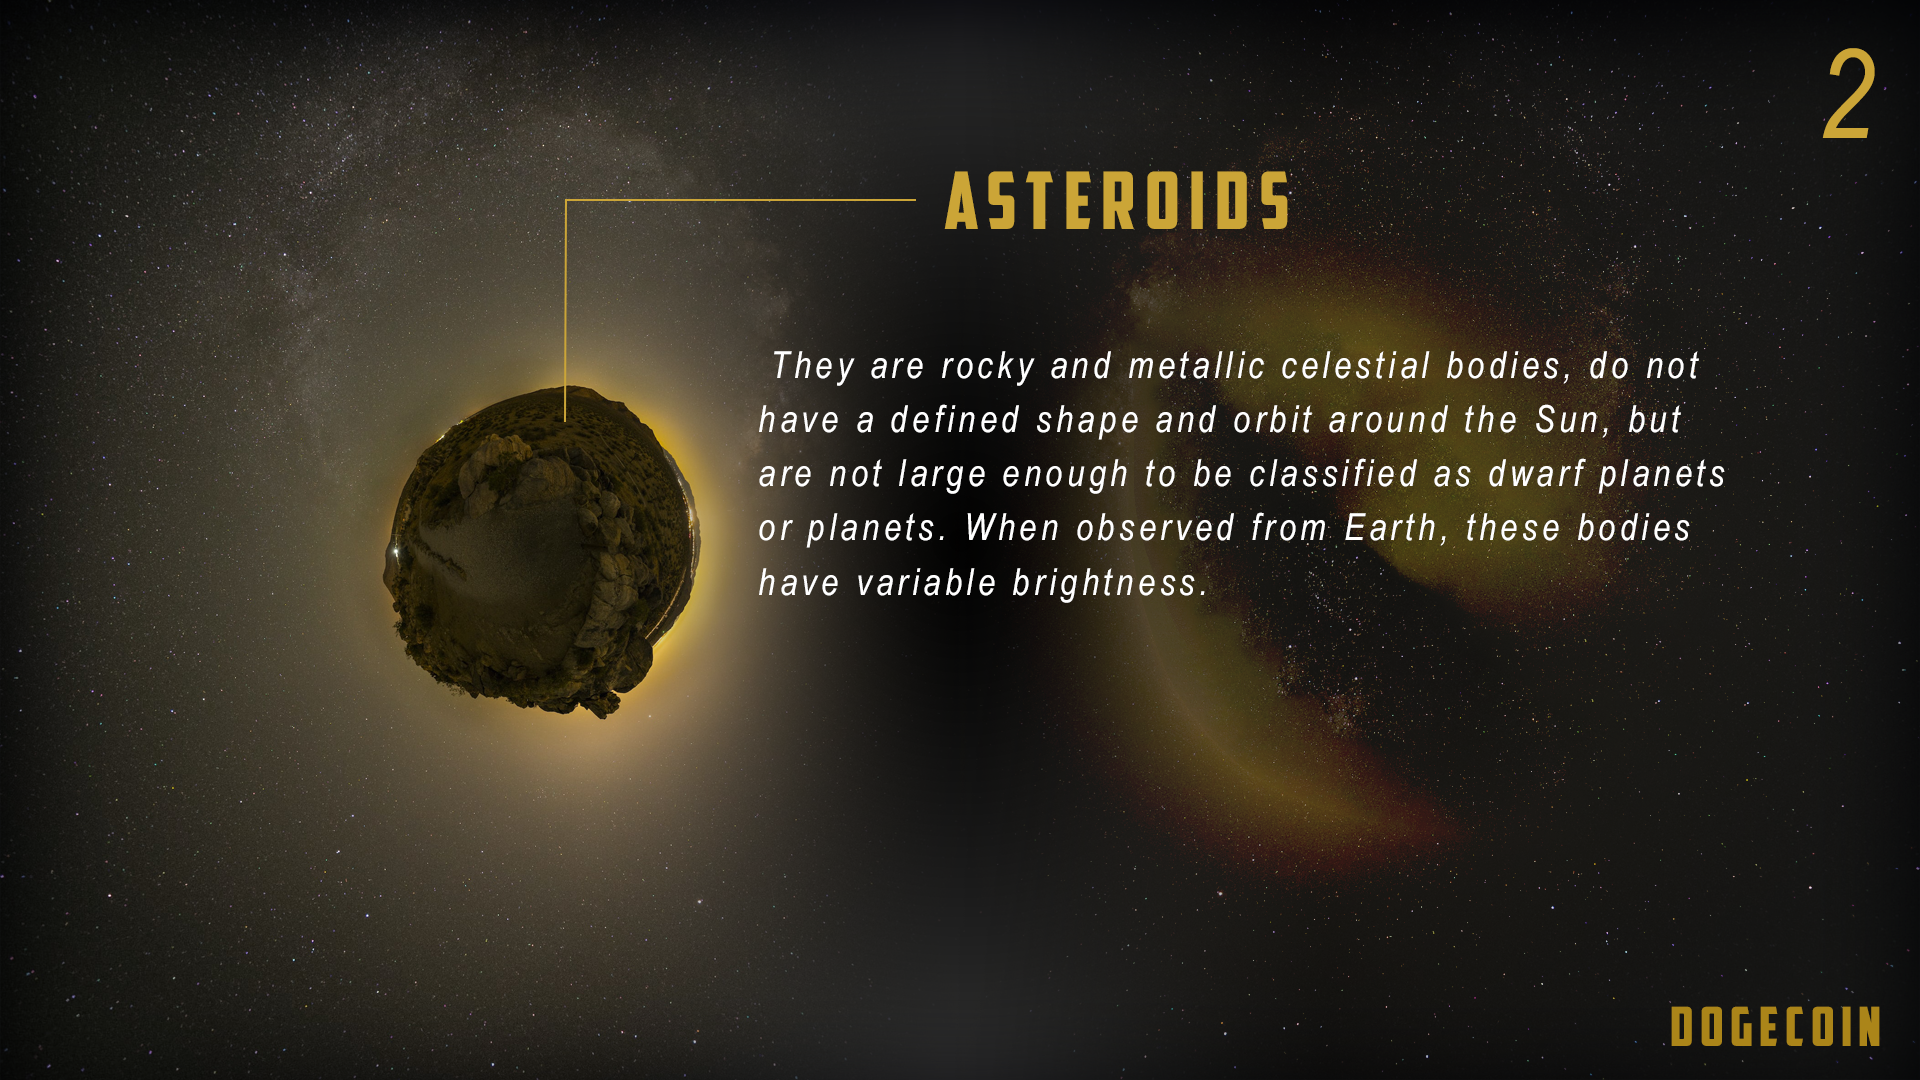 2
ASTEROIDS
They are rocky and metallic celestial bodies, do not
have a defined shape and orbit around the Sun, but
are not large enough to be classified as dwarf planets
or planets. When observed from Earth, these bodies
have variable brightness.
DOGECOIN